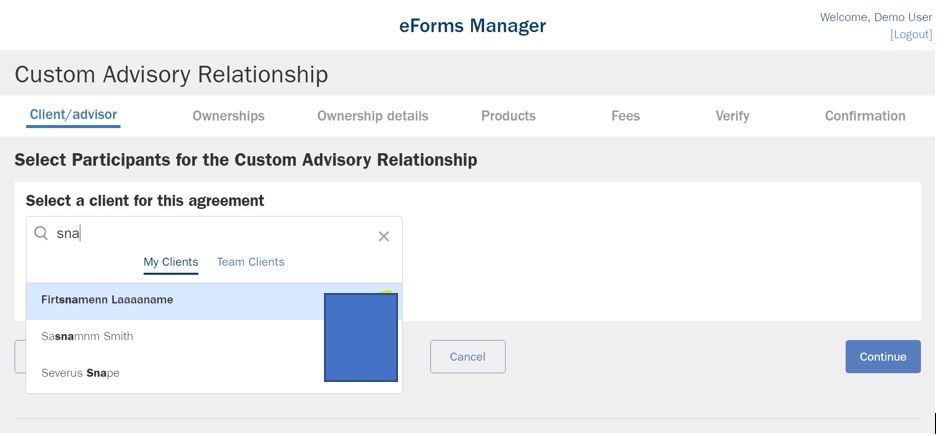 eForms Manager
Welcome, Demo User
[Logout]
Custom Advisory Relationship
Client/advisor Ownerships Ownership details Products Fees Verify Confirmation
Select Participants for the Custom Advisory Relationship
Select a client for this agreement
sna
My Clients Team Clients
Firtsnamenn Laaaaname
Sasnamnm Smith
Severus Snape
Cancel Continue